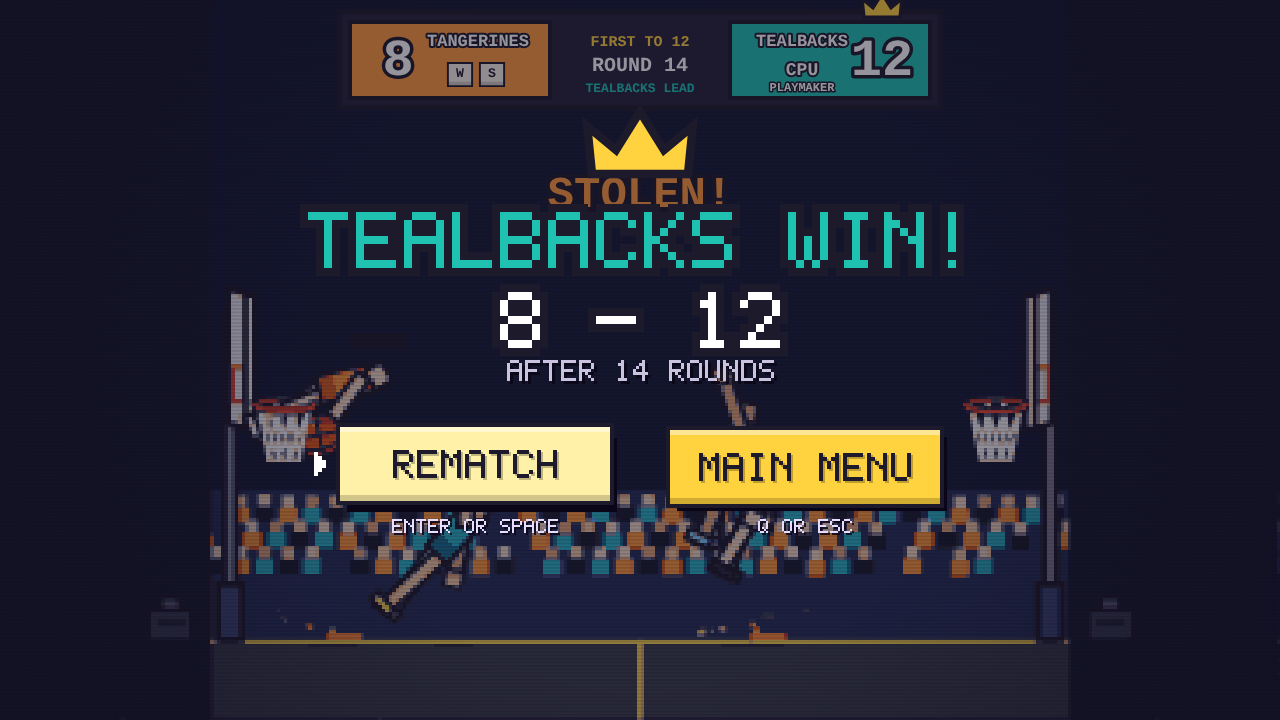 8
TANGERINES
W S
FIRST TO 12
ROUND 14
TEALBACKS LEAD
TEALBACKS
CPU
PLAYMAKER
12
STOLEN!
TEALBACKS WIN!
8 - 12
AFTER 14 ROUNDS
REMATCH
MAIN MENU
ENTER OR SPACE
Q OR ESC